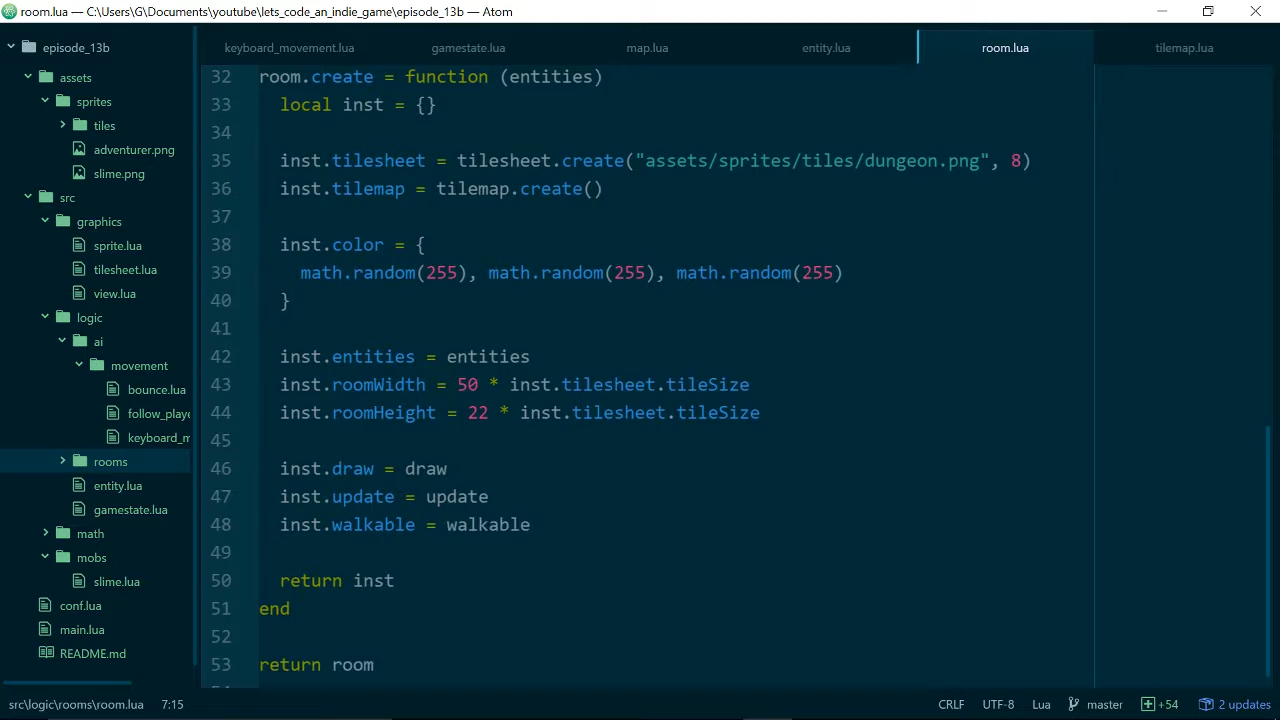 room.lua — C:\Users\G\Documents\youtube\lets_code_an_indie_game\episode_13b — Atom
episode_13b
assets
sprites
tiles
adventurer.png
slime.png
src
graphics
sprite.lua
tilesheet.lua
view.lua
logic
ai
movement
bounce.lua
follow_playe
keyboard_m
rooms
entity.lua
gamestate.lua
math
mobs
slime.lua
conf.lua
main.lua
README.md
keyboard_movement.lua gamestate.lua map.lua entity.lua room.lua tilemap.lua
32 room.create = function (entities)
33 local inst = {}
34
35 inst.tilesheet = tilesheet.create("assets/sprites/tiles/dungeon.png", 8)
36 inst.tilemap = tilemap.create()
37
38 inst.color = {
39 math.random(255), math.random(255), math.random(255)
40 }
41
42 inst.entities = entities
43 inst.roomWidth = 50 * inst.tilesheet.tileSize
44 inst.roomHeight = 22 * inst.tilesheet.tileSize
45
46 inst.draw = draw
47 inst.update = update
48 inst.walkable = walkable
49
50 return inst
51 end
52
53 return room
src\logic\rooms\room.lua 7:15 CRLF UTF-8 Lua master +54 2 updates